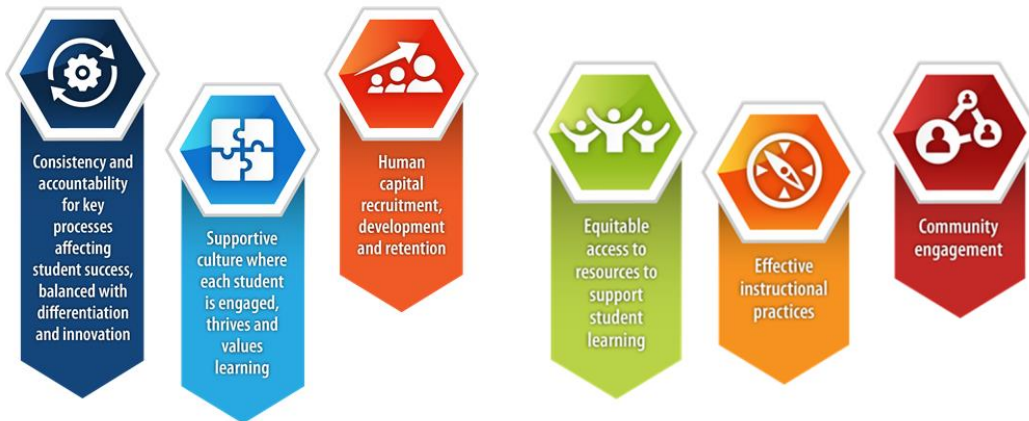 Consistency and
accountability
for key
processes
affecting
student success,
balanced with
differentiation
and innovation
Supportive
culture where
each student
is engaged,
thrives and
values
learning
Human
capital
recruitment,
development
and retention
Equitable
access to
resources to
support
student
learning
Effective
instructional
practices
Community
engagement